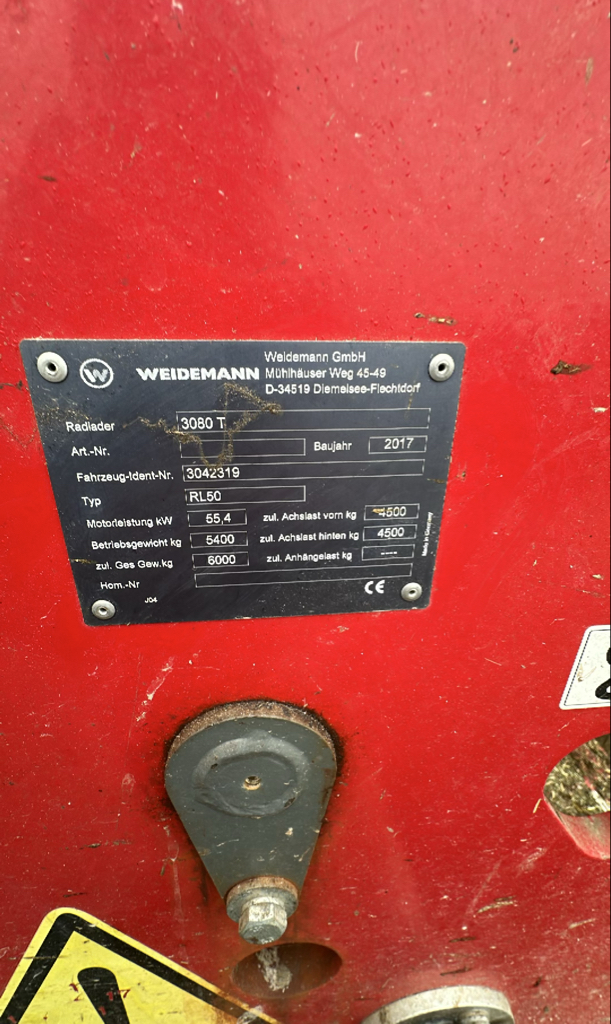 W WEIDEMANN
Weidemann GmbH
Mühlhäuser Weg 45-49
D-34519 Diemelsee-Flechtdorf
Radlader 3080 T
Art.-Nr. Baujahr 2017
Fahrzeug-Ident-Nr. 3042319
Typ RL50
Motorleistung kW 55,4 zul. Achslast vorn kg 4500
Betriebsgewicht kg 5400 zul. Achslast hinten kg 4500
zul. Ges Gew.kg 6000 zul. Anhängelast kg ----
Hom.-Nr
J04 CE
Made in Germany